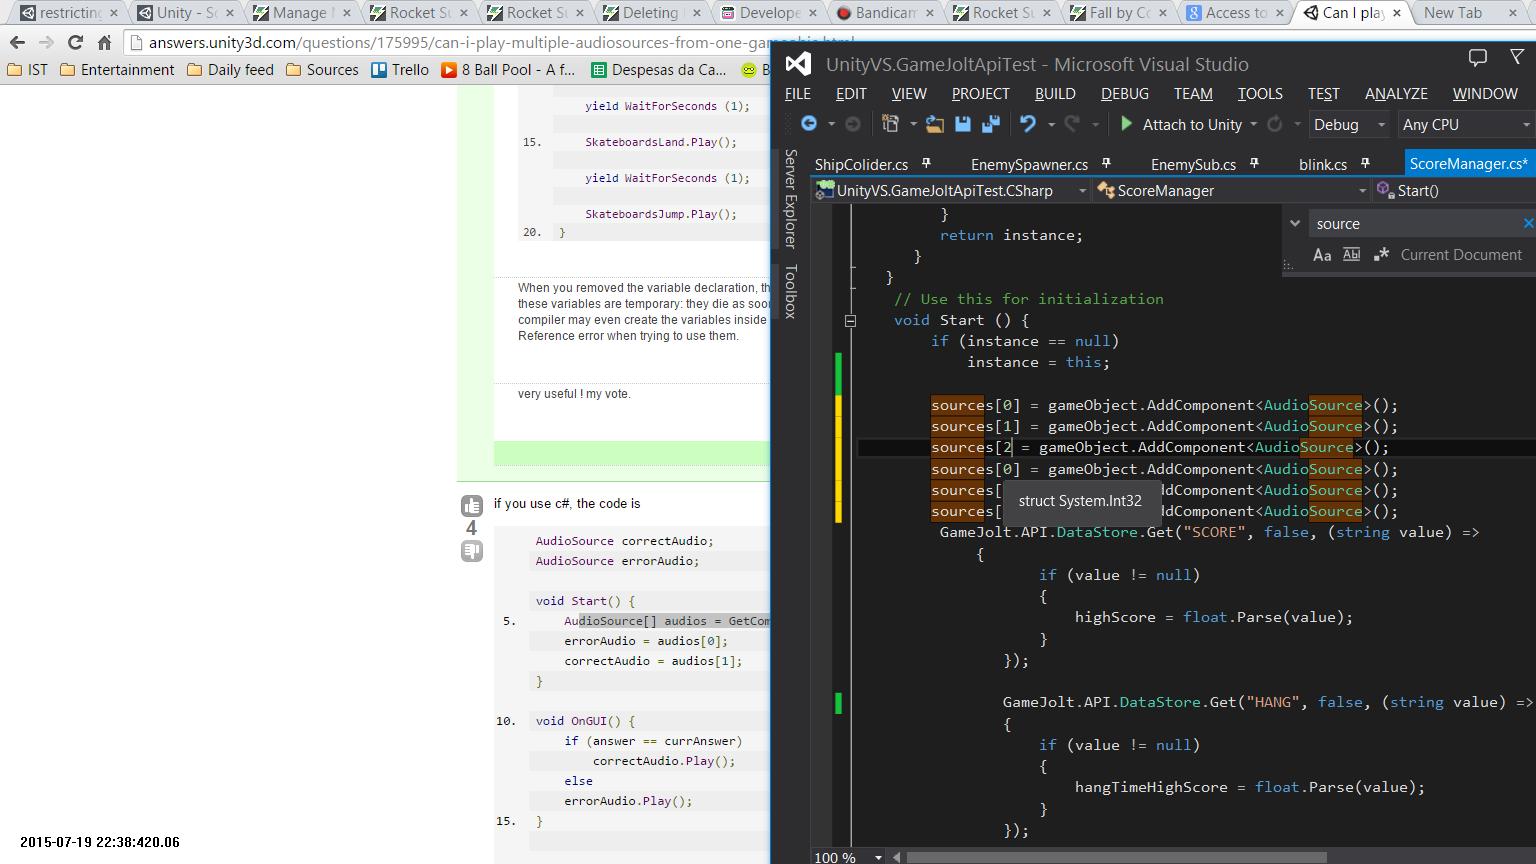 restricting
Unity - Sc
Manage
Rocket Su
Rocket Su
Deleting
Develope
Bandicam
Rocket Su
Fall by Co
Access to
Can I play
New Tab
answers.unity3d.com/questions/175995/can-i-play-multiple-audiosources-from-one-gameobje.html
IST
Entertainment
Daily feed
Sources
Trello
8 Ball Pool - A f...
Despesas da Ca...
B
yield WaitForSeconds (1);
15. SkateboardsLand.Play();
yield WaitForSeconds (1);
SkateboardsJump.Play();
20. }
When you removed the variable declaration, th
these variables are temporary: they die as soo
compiler may even create the variables inside
Reference error when trying to use them.
very useful ! my vote.
4
if you use c#, the code is
AudioSource correctAudio;
AudioSource errorAudio;
void Start() {
5. AudioSource[] audios = GetCom
errorAudio = audios[0];
correctAudio = audios[1];
}
10. void OnGUI() {
if (answer == currAnswer)
correctAudio.Play();
else
errorAudio.Play();
15. }
2015-07-19 22:38:420.06
UnityVS.GameJoltApiTest - Microsoft Visual Studio
FILE EDIT VIEW PROJECT BUILD DEBUG TEAM TOOLS TEST ANALYZE WINDOW
Attach to Unity Debug Any CPU
Server Explorer
Toolbox
ShipColider.cs EnemySpawner.cs EnemySub.cs blink.cs ScoreManager.cs*
UnityVS.GameJoltApiTest.CSharp ScoreManager Start()
source
Aa Abl .* Current Document
}
return instance;
}
}
// Use this for initialization
void Start () {
if (instance == null)
instance = this;
sources[0] = gameObject.AddComponent<AudioSource>();
sources[1] = gameObject.AddComponent<AudioSource>();
sources[2 = gameObject.AddComponent<AudioSource>();
sources[0] = gameObject.AddComponent<AudioSource>();
sources[ dComponent<AudioSource>();
sources[ dComponent<AudioSource>();
struct System.Int32
GameJolt.API.DataStore.Get("SCORE", false, (string value) =>
{
if (value != null)
{
highScore = float.Parse(value);
}
});
GameJolt.API.DataStore.Get("HANG", false, (string value) =>
{
if (value != null)
{
hangTimeHighScore = float.Parse(value);
}
});
100 %